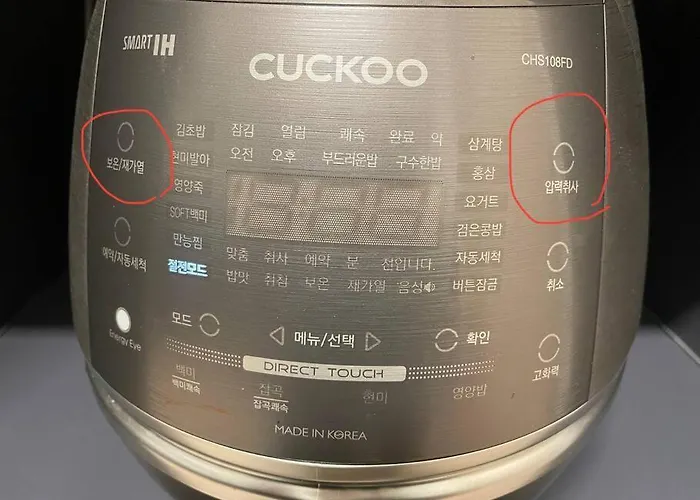 SMART IH
CUCKOO
CHS108FD
보온/재가열
예약/자동세척
Energy Eye
김초밥
현미발아
영양죽
SOFT백미
만능찜
절전모드
잠김 열림 쾌속 완료 약
오전 오후 부드러운밥 구수한밥
맞춤 취사 예약 분 전입니다.
밥맛 취침 보온 재가열 음성
삼계탕
홍삼
요거트
검은콩밥
자동세척
버튼잠금
압력취사
취소
고화력
모드
메뉴/선택
확인
DIRECT TOUCH
백미
백미쾌속
잡곡
잡곡쾌속
현미
영양밥
MADE IN KOREA